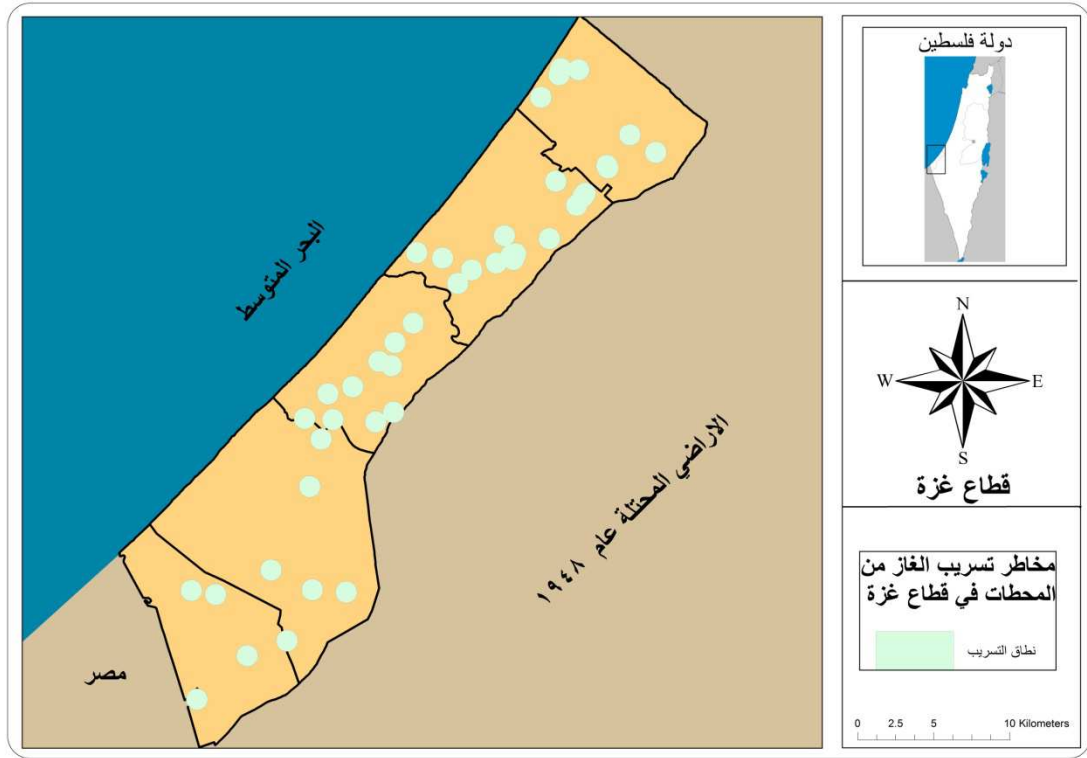 دولة فلسطين
البحر المتوسط
الاراضي المحتلة عام ١٩٤٨
مصر
N
W
E
S
قطاع غزة
مخاطر تسريب الغاز من
المحطات في قطاع غزة
نطاق التسريب
0 2.5 5 10 Kilometers